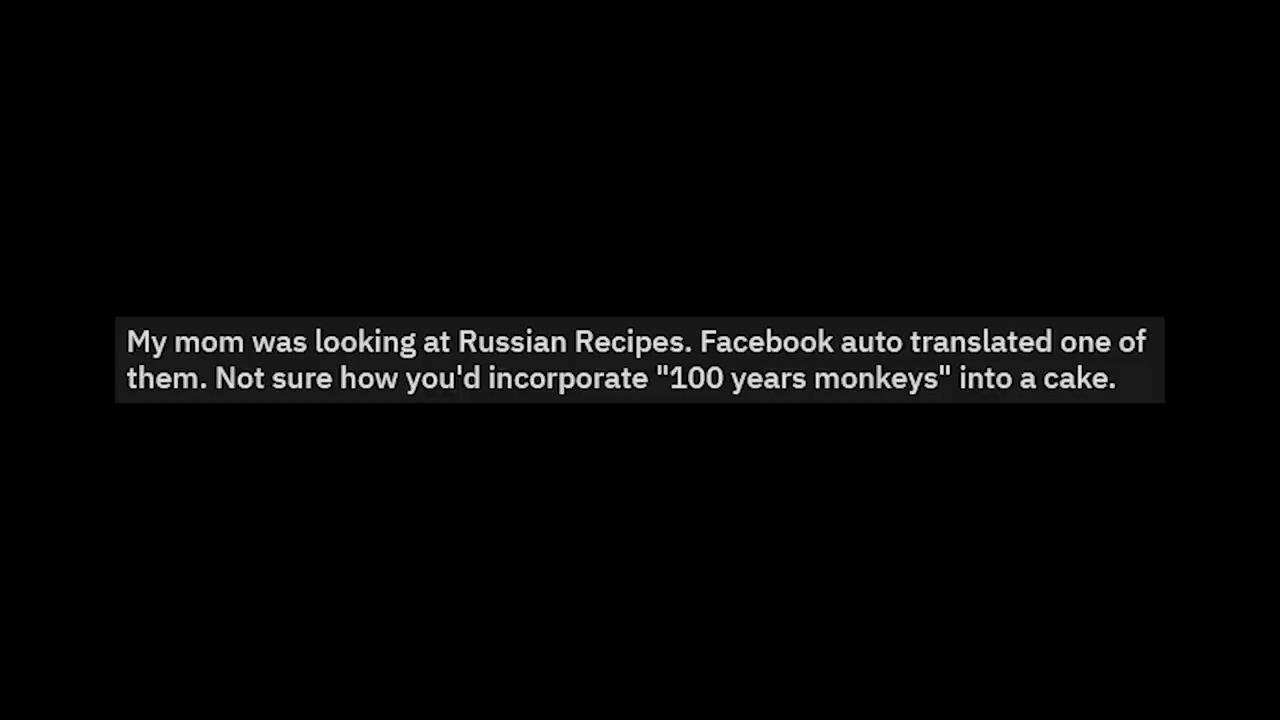 My mom was looking at Russian Recipes. Facebook auto translated one of
them. Not sure how you'd incorporate "100 years monkeys" into a cake.